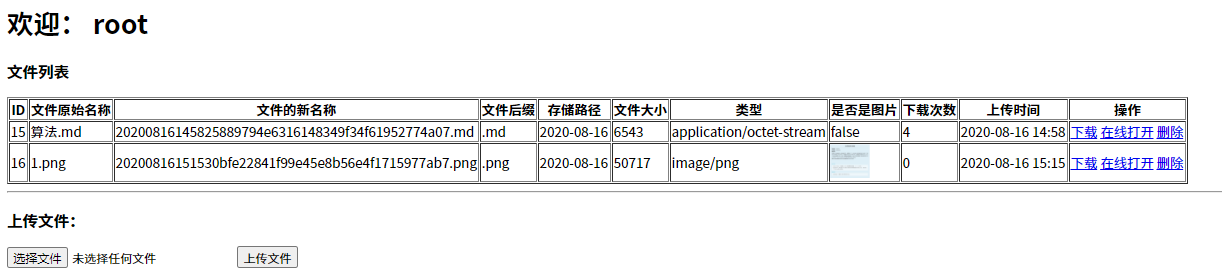 欢迎： root
文件列表
ID 文件原始名称 文件的新名称 文件后缀 存储路径 文件大小 类型 是否是图片 下载次数 上传时间 操作
15 算法.md 20200816145825889794e6316148349f34f61952774a07.md .md 2020-08-16 6543 application/octet-stream false 4 2020-08-16 14:58 下载 在线打开 删除
16 1.png 20200816151530bfe22841f99e45e8b56e4f1715977ab7.png .png 2020-08-16 50717 image/png 0 2020-08-16 15:15 下载 在线打开 删除
上传文件：
选择文件 未选择任何文件 上传文件